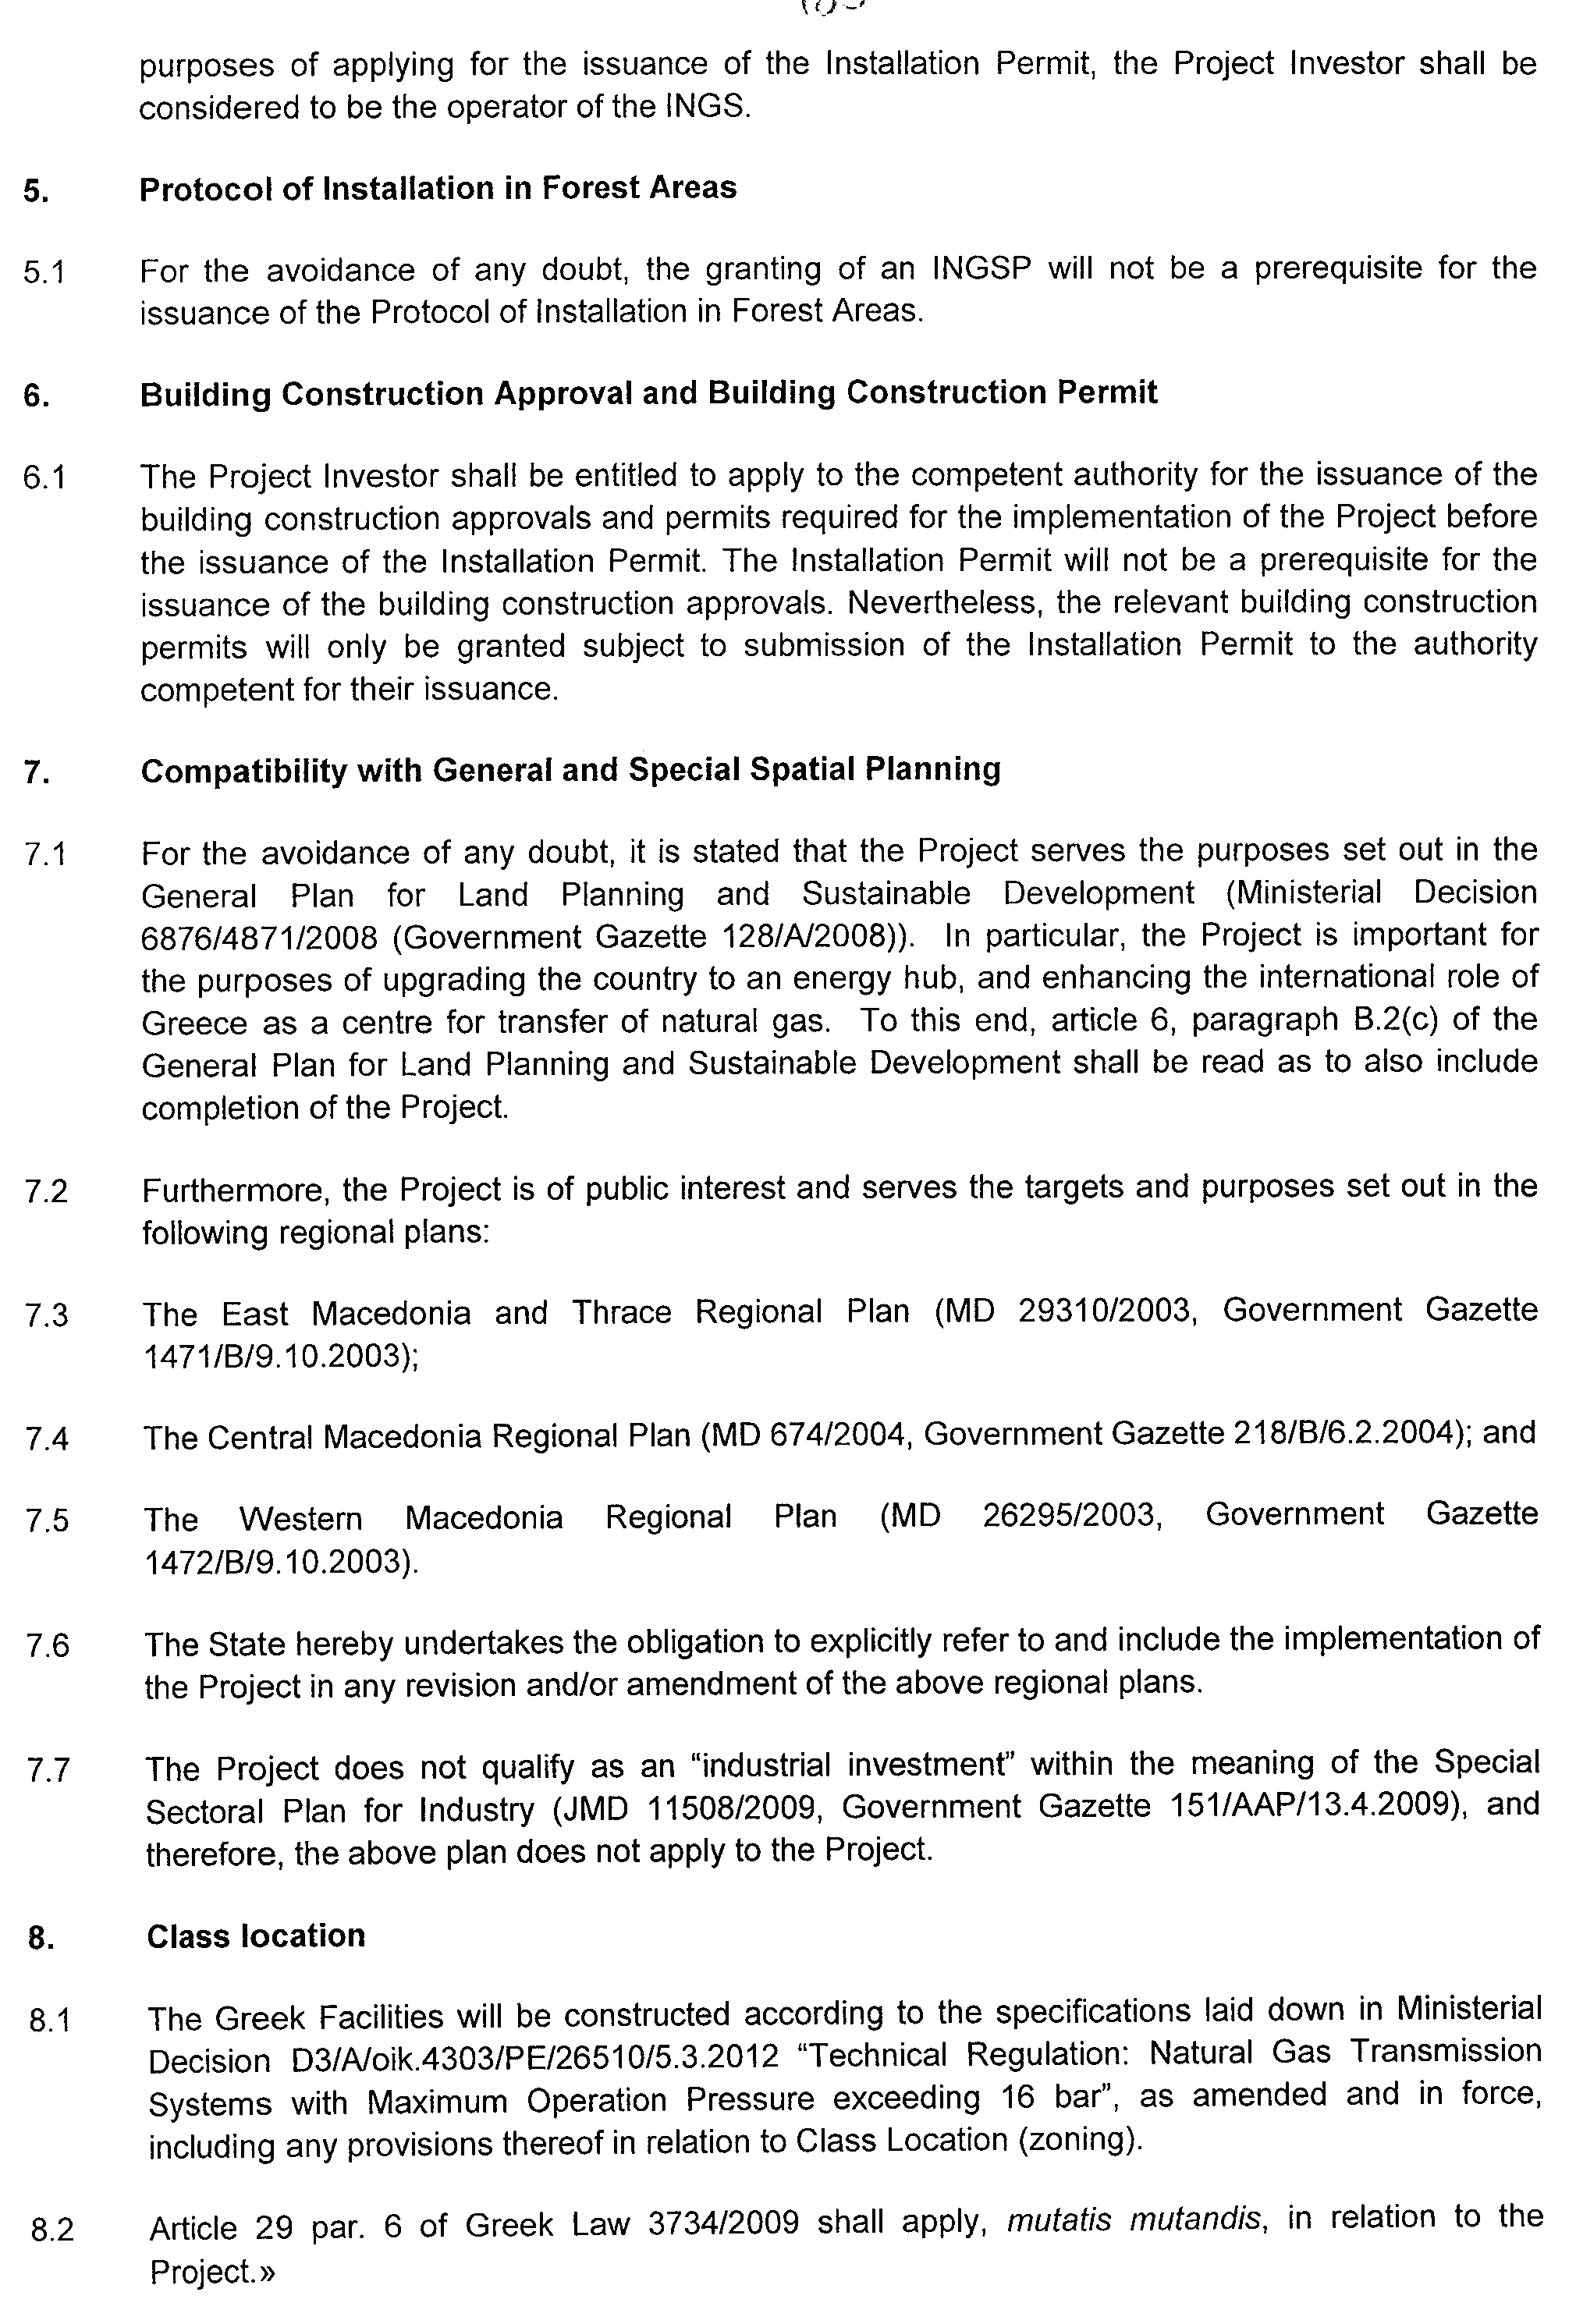 purposes of applying for the issuance of the Installation Permit, the Project Investor shall be
considered to be the operator of the INGS.
5. Protocol of Installation in Forest Areas
5.1 For the avoidance of any doubt, the granting of an INGSP will not be a prerequisite for the
issuance of the Protocol of Installation in Forest Areas.
6. Building Construction Approval and Building Construction Permit
6.1 The Project Investor shall be entitled to apply to the competent authority for the issuance of the
building construction approvals and permits required for the implementation of the Project before
the issuance of the Installation Permit. The Installation Permit will not be a prerequisite for the
issuance of the building construction approvals. Nevertheless, the relevant building construction
permits will only be granted subject to submission of the Installation Permit to the authority
competent for their issuance.
7. Compatibility with General and Special Spatial Planning
7.1 For the avoidance of any doubt, it is stated that the Project serves the purposes set out in the
General Plan for Land Planning and Sustainable Development (Ministerial Decision
6876/4871/2008 (Government Gazette 128/A/2008)). In particular, the Project is important for
the purposes of upgrading the country to an energy hub, and enhancing the international role of
Greece as a centre for transfer of natural gas. To this end, article 6, paragraph B.2(c) of the
General Plan for Land Planning and Sustainable Development shall be read as to also include
completion of the Project.
7.2 Furthermore, the Project is of public interest and serves the targets and purposes set out in the
following regional plans:
7.3 The East Macedonia and Thrace Regional Plan (MD 29310/2003, Government Gazette
1471/B/9.10.2003);
7.4 The Central Macedonia Regional Plan (MD 674/2004, Government Gazette 218/B/6.2.2004); and
7.5 The Western Macedonia Regional Plan (MD 26295/2003, Government Gazette
1472/B/9.10.2003).
7.6 The State hereby undertakes the obligation to explicitly refer to and include the implementation of
the Project in any revision and/or amendment of the above regional plans.
7.7 The Project does not qualify as an “industrial investment” within the meaning of the Special
Sectoral Plan for Industry (JMD 11508/2009, Government Gazette 151/AAP/13.4.2009), and
therefore, the above plan does not apply to the Project.
8. Class location
8.1 The Greek Facilities will be constructed according to the specifications laid down in Ministerial
Decision D3/A/oik.4303/PE/26510/5.3.2012 “Technical Regulation: Natural Gas Transmission
Systems with Maximum Operation Pressure exceeding 16 bar”, as amended and in force,
including any provisions thereof in relation to Class Location (zoning).
8.2 Article 29 par. 6 of Greek Law 3734/2009 shall apply, mutatis mutandis, in relation to the
Project.»